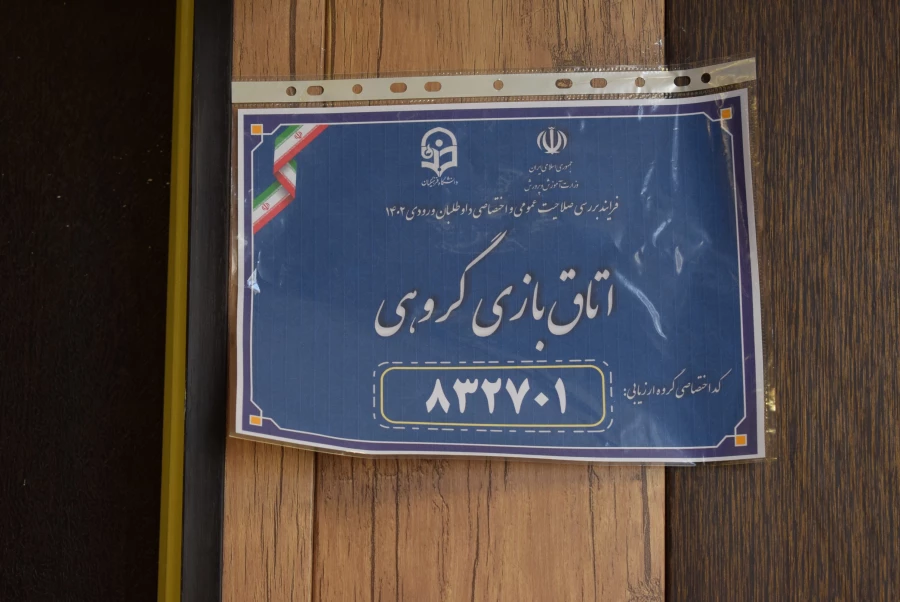 جمهوری اسلامی ایران
وزارت آموزش و پرورش
دانشگاه فرهنگیان
فرایند بررسی صلاحیت عمومی و اختصاصی داوطلبان ورودی ۱۴۰۲
اتاق بازی گروهی
کد اختصاصی گروه ارزیابی:
۸۳۲۷۰۱